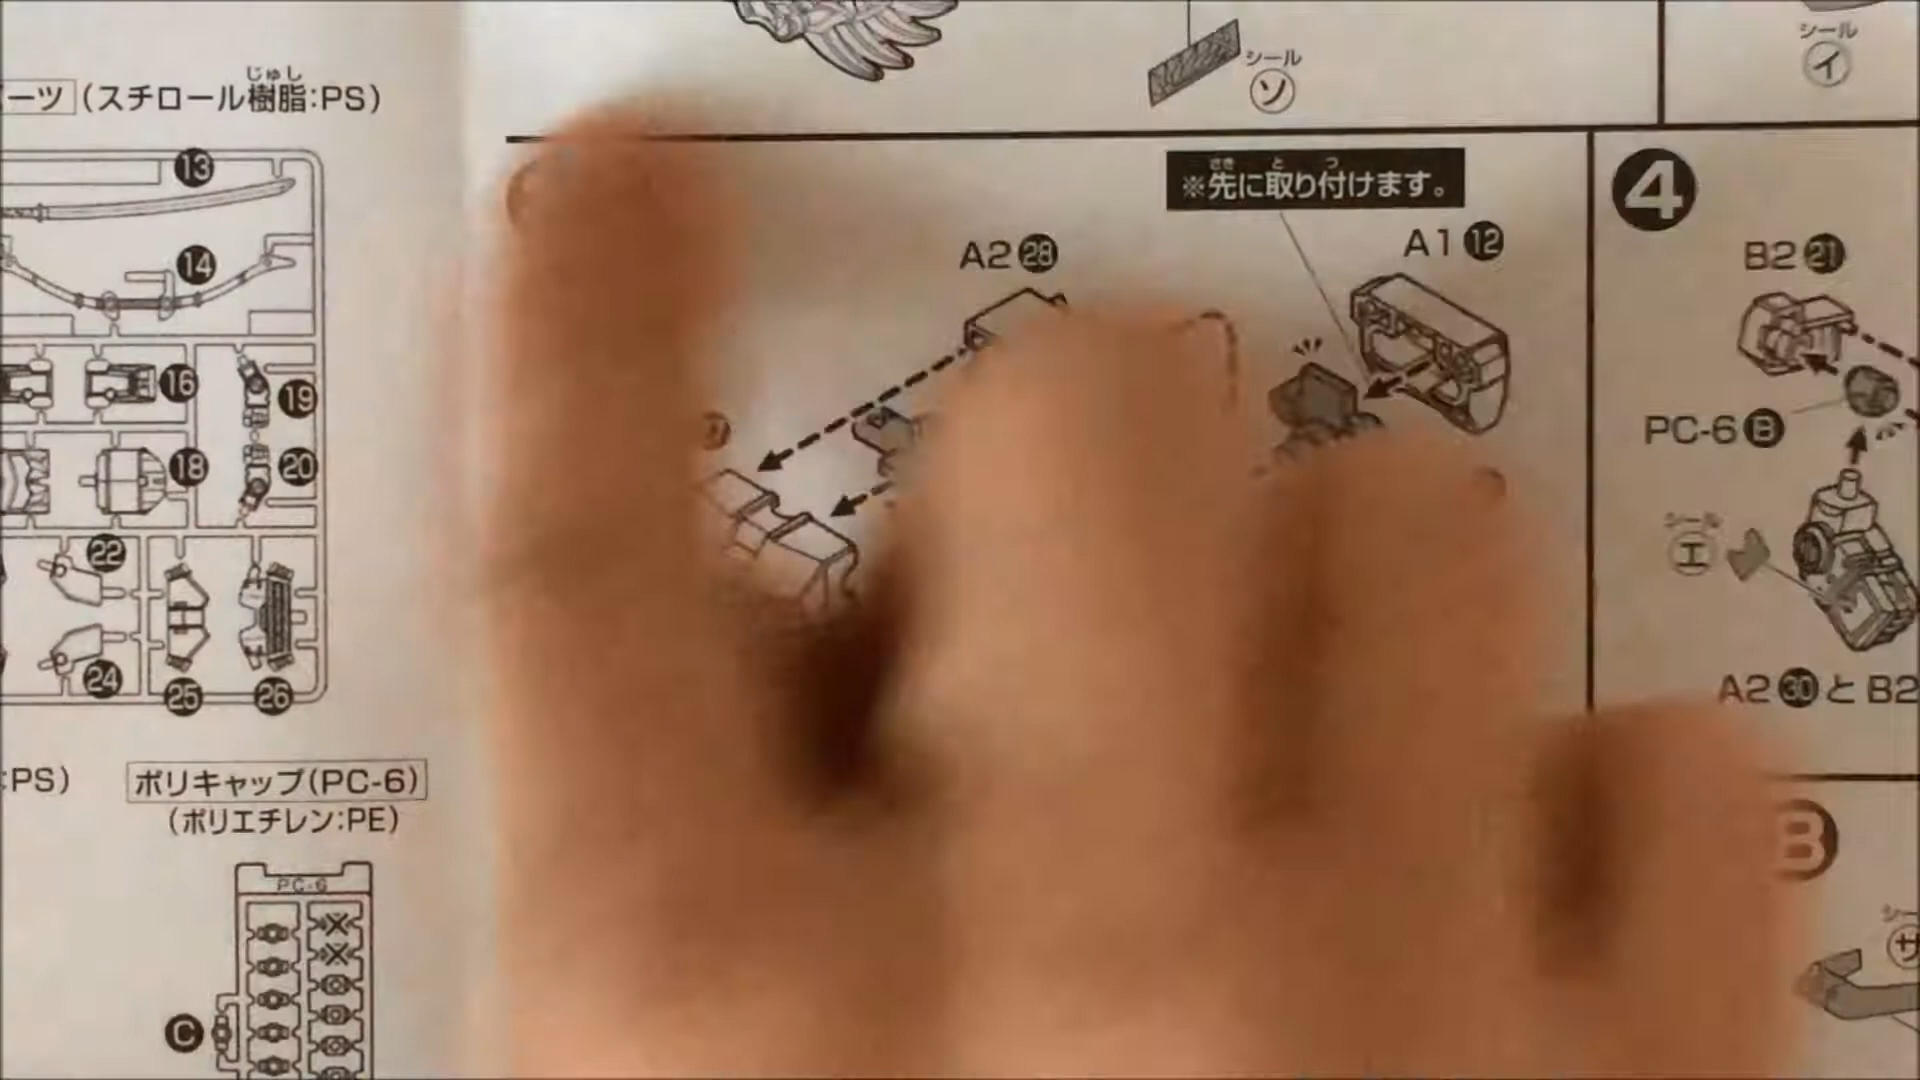 じゅし
ーツ (スチロール樹脂:PS)
13
14
16
19
18
20
22
24
25
26
:PS)
ポリキャップ(PC-6)
(ポリエチレン:PE)
PC-6
C
シール
ソ
シール
イ
さき と つ
※先に取り付けます。
A2 28
A1 12
4
B2 21
PC-6 B
シール
エ
A2 30 と B2
B
シー
サ